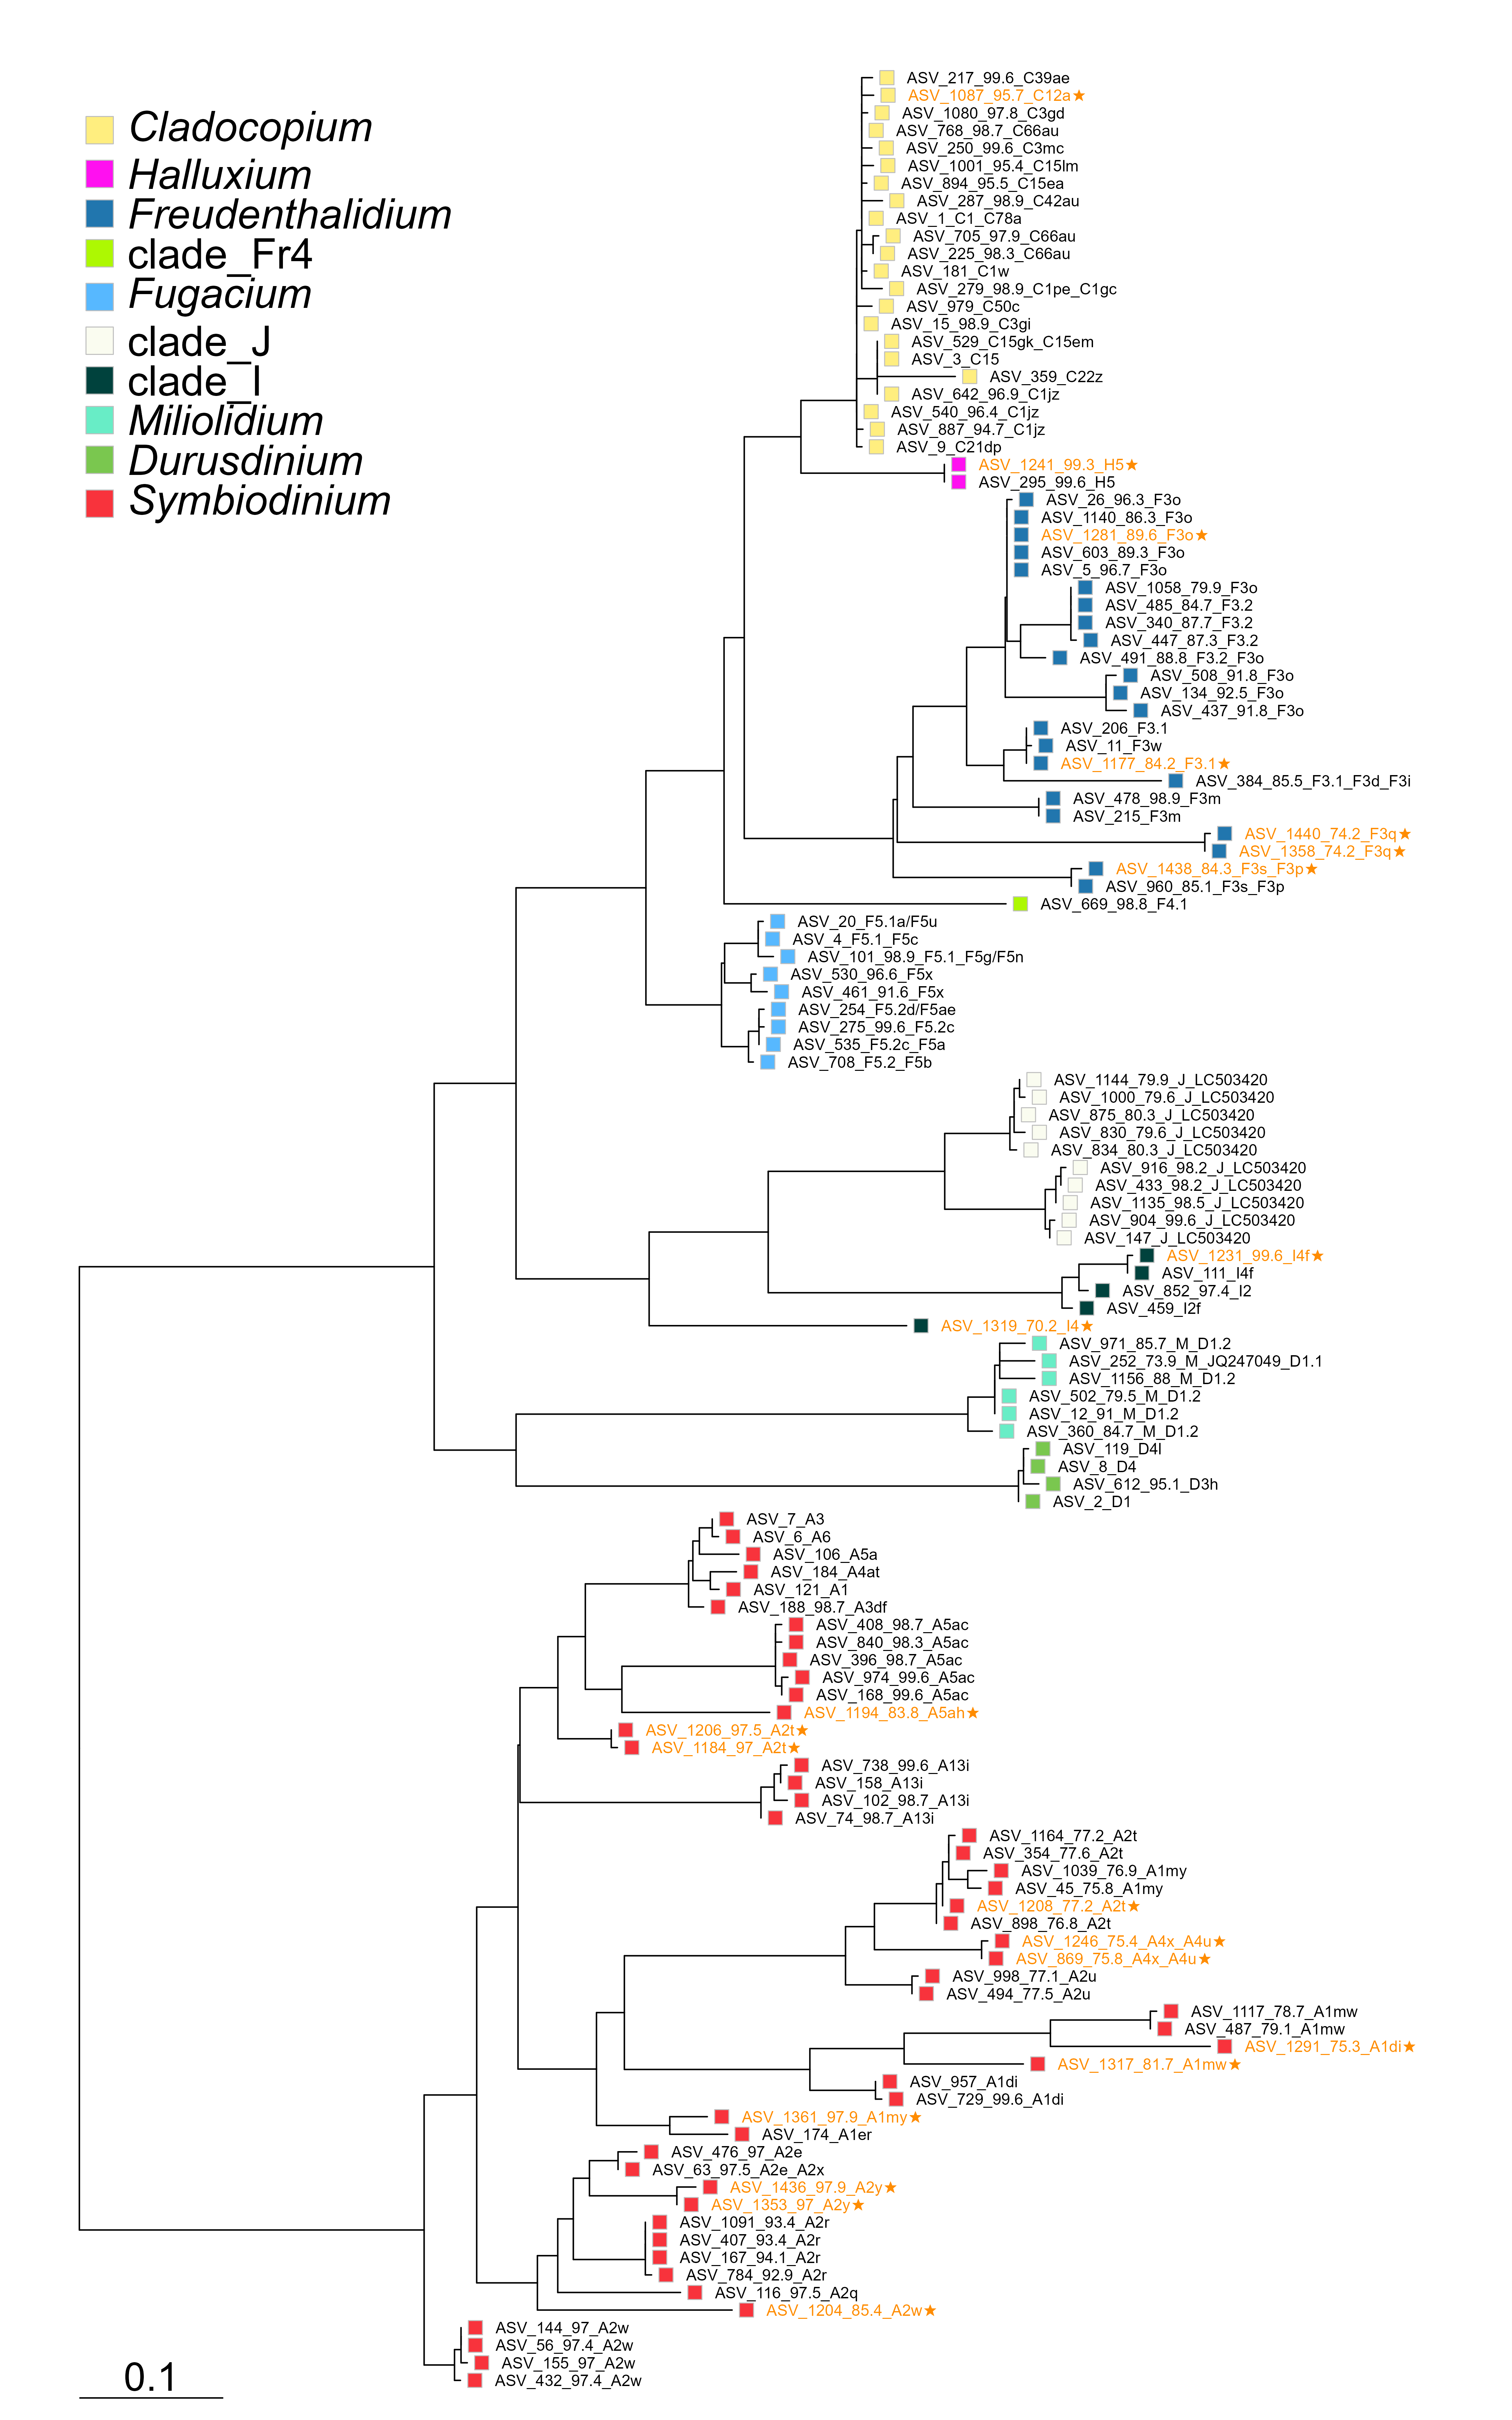 Cladocopium
Halluxium
Freudenthalidium
clade_Fr4
Fugacium
clade_J
clade_I
Miliolidium
Durusdinium
Symbiodinium
ASV_217_99.6_C39ae
ASV_1087_95.7_C12a★
ASV_1080_97.8_C3gd
ASV_768_98.7_C66au
ASV_250_99.6_C3mc
ASV_1001_95.4_C15lm
ASV_894_95.5_C15ea
ASV_287_98.9_C42au
ASV_1_C1_C78a
ASV_705_97.9_C66au
ASV_225_98.3_C66au
ASV_181_C1w
ASV_279_98.9_C1pe_C1gc
ASV_979_C50c
ASV_15_98.9_C3gi
ASV_529_C15gk_C15em
ASV_3_C15
ASV_359_C22z
ASV_642_96.9_C1jz
ASV_540_96.4_C1jz
ASV_887_94.7_C1jz
ASV_9_C21dp
ASV_1241_99.3_H5★
ASV_295_99.6_H5
ASV_26_96.3_F3o
ASV_1140_86.3_F3o
ASV_1281_89.6_F3o★
ASV_603_89.3_F3o
ASV_5_96.7_F3o
ASV_1058_79.9_F3o
ASV_485_84.7_F3.2
ASV_340_87.7_F3.2
ASV_447_87.3_F3.2
ASV_491_88.8_F3.2_F3o
ASV_508_91.8_F3o
ASV_134_92.5_F3o
ASV_437_91.8_F3o
ASV_206_F3.1
ASV_11_F3w
ASV_1177_84.2_F3.1★
ASV_384_85.5_F3.1_F3d_F3i
ASV_478_98.9_F3m
ASV_215_F3m
ASV_1440_74.2_F3q★
ASV_1358_74.2_F3q★
ASV_1438_84.3_F3s_F3p★
ASV_960_85.1_F3s_F3p
ASV_669_98.8_F4.1
ASV_20_F5.1a/F5u
ASV_4_F5.1_F5c
ASV_101_98.9_F5.1_F5g/F5n
ASV_530_96.6_F5x
ASV_461_91.6_F5x
ASV_254_F5.2d/F5ae
ASV_275_99.6_F5.2c
ASV_535_F5.2c_F5a
ASV_708_F5.2_F5b
ASV_1144_79.9_J_LC503420
ASV_1000_79.6_J_LC503420
ASV_875_80.3_J_LC503420
ASV_830_79.6_J_LC503420
ASV_834_80.3_J_LC503420
ASV_916_98.2_J_LC503420
ASV_433_98.2_J_LC503420
ASV_1135_98.5_J_LC503420
ASV_904_99.6_J_LC503420
ASV_147_J_LC503420
ASV_1231_99.6_I4f★
ASV_111_I4f
ASV_852_97.4_I2
ASV_459_I2f
ASV_1319_70.2_I4★
ASV_971_85.7_M_D1.2
ASV_252_73.9_M_JQ247049_D1.1
ASV_1156_88_M_D1.2
ASV_502_79.5_M_D1.2
ASV_12_91_M_D1.2
ASV_360_84.7_M_D1.2
ASV_119_D4l
ASV_8_D4
ASV_612_95.1_D3h
ASV_2_D1
ASV_7_A3
ASV_6_A6
ASV_106_A5a
ASV_184_A4at
ASV_121_A1
ASV_188_98.7_A3df
ASV_408_98.7_A5ac
ASV_840_98.3_A5ac
ASV_396_98.7_A5ac
ASV_974_99.6_A5ac
ASV_168_99.6_A5ac
ASV_1194_83.8_A5ah★
ASV_1206_97.5_A2t★
ASV_1184_97_A2t★
ASV_738_99.6_A13i
ASV_158_A13i
ASV_102_98.7_A13i
ASV_74_98.7_A13i
ASV_1164_77.2_A2t
ASV_354_77.6_A2t
ASV_1039_76.9_A1my
ASV_45_75.8_A1my
ASV_1208_77.2_A2t★
ASV_898_76.8_A2t
ASV_1246_75.4_A4x_A4u★
ASV_869_75.8_A4x_A4u★
ASV_998_77.1_A2u
ASV_494_77.5_A2u
ASV_1117_78.7_A1mw
ASV_487_79.1_A1mw
ASV_1291_75.3_A1di★
ASV_1317_81.7_A1mw★
ASV_957_A1di
ASV_729_99.6_A1di
ASV_1361_97.9_A1my★
ASV_174_A1er
ASV_476_97_A2e
ASV_63_97.5_A2e_A2x
ASV_1436_97.9_A2y★
ASV_1353_97_A2y★
ASV_1091_93.4_A2r
ASV_407_93.4_A2r
ASV_167_94.1_A2r
ASV_784_92.9_A2r
ASV_116_97.5_A2q
ASV_1204_85.4_A2w★
ASV_144_97_A2w
ASV_56_97.4_A2w
ASV_155_97_A2w
ASV_432_97.4_A2w
0.1